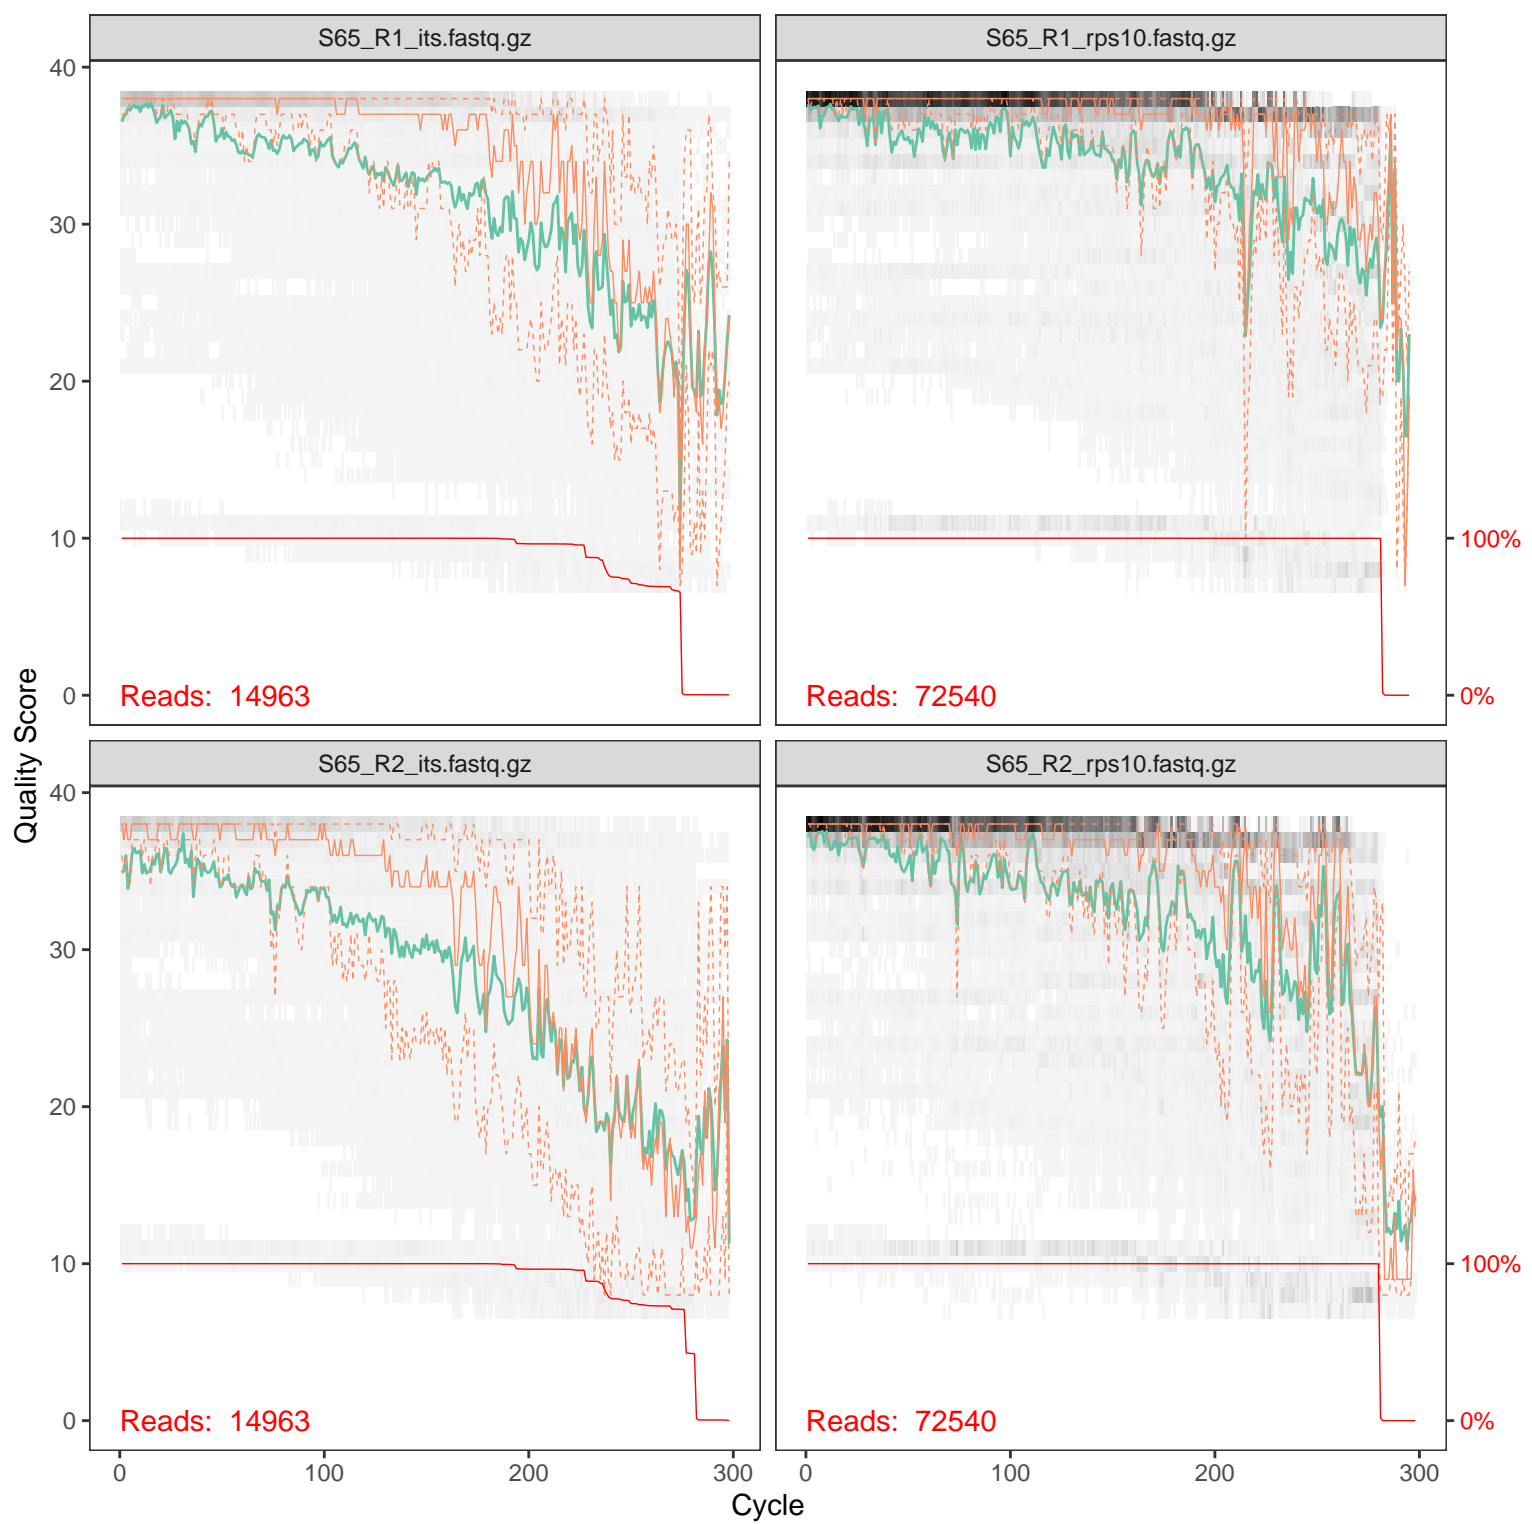 S65_R1_its.fastq.gz
S65_R1_rps10.fastq.gz
40
30
20
10
0
100%
0%
Reads: 14963
Reads: 72540
Quality Score
S65_R2_its.fastq.gz
S65_R2_rps10.fastq.gz
40
30
20
10
0
100%
0%
Reads: 14963
Reads: 72540
0 100 200 300
0 100 200 300
Cycle